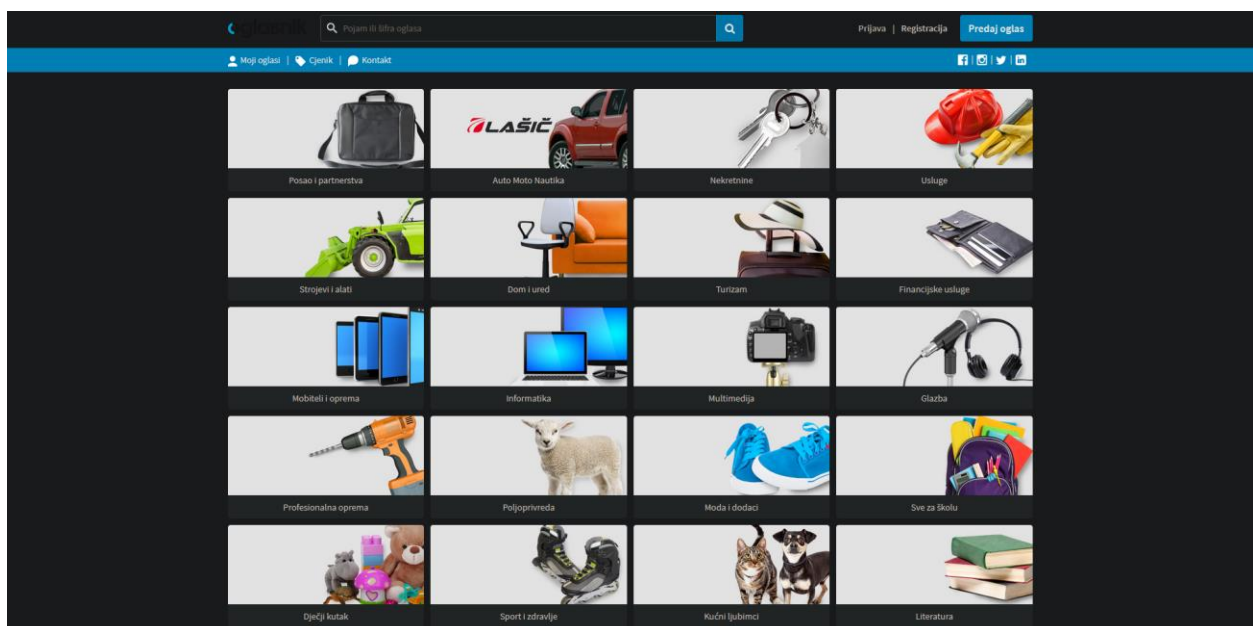 oglasnik
Pojam ili šifra oglasa
Prijava | Registracija
Predaj oglas
Moji oglasi | Cjenik | Kontakt
LAŠIČ
Posao i partnerstva
Auto Moto Nautika
Nekretnine
Usluge
Strojevi i alati
Dom i ured
Turizam
Financijske usluge
Mobiteli i oprema
Informatika
Multimedija
Glazba
Profesionalna oprema
Poljoprivreda
Moda i dodaci
Sve za školu
Dječji kutak
Sport i zdravlje
Kućni ljubimci
Literatura